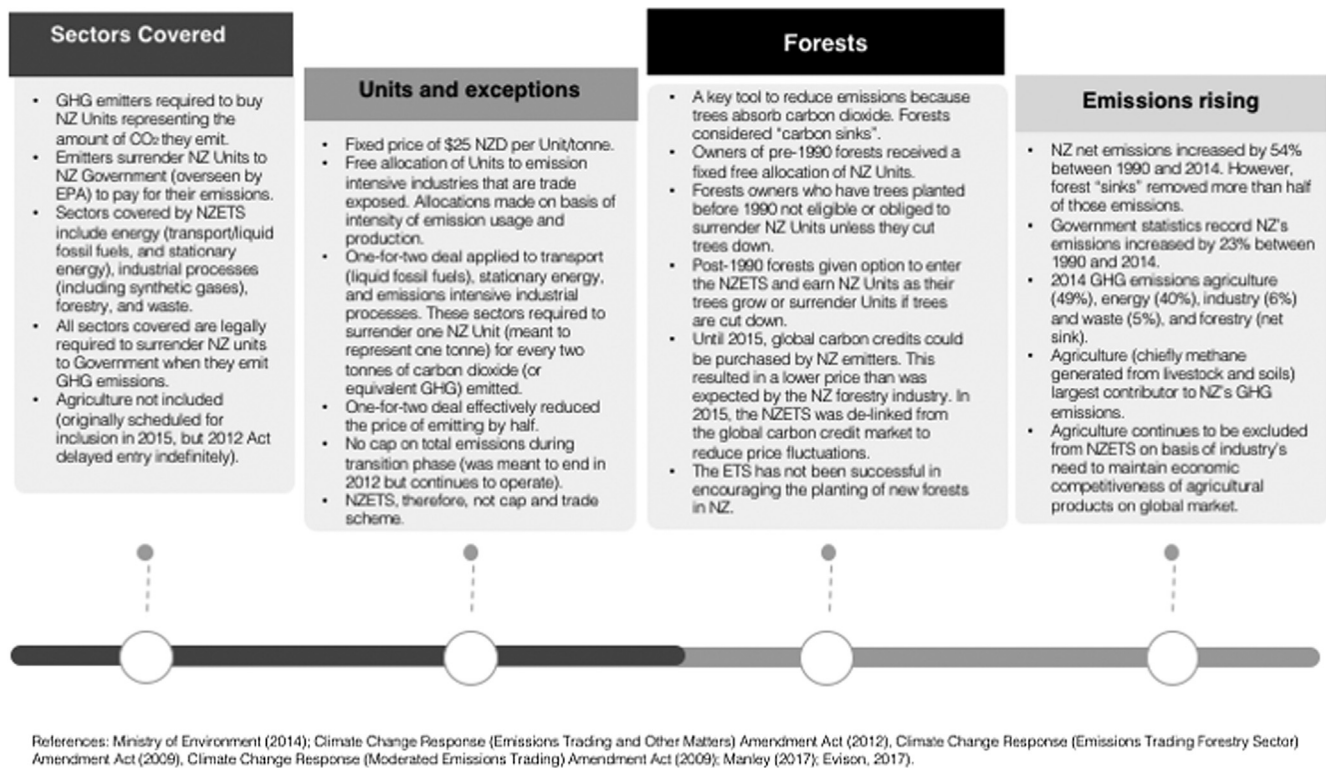 Sectors Covered
• GHG emitters required to buy
NZ Units representing the
amount of CO₂ they emit.
• Emitters surrender NZ Units to
NZ Government (overseen by
EPA) to pay for their emissions.
• Sectors covered by NZETS
include energy (transport/liquid
fossil fuels, and stationary
energy), industrial processes
(including synthetic gases),
forestry, and waste.
• All sectors covered are legally
required to surrender NZ units
to Government when they emit
GHG emissions.
• Agriculture not included
(originally scheduled for
inclusion in 2015, but 2012 Act
delayed entry indefinitely).
Units and exceptions
• Fixed price of $25 NZD per Unit/tonne.
• Free allocation of Units to emission
intensive industries that are trade
exposed. Allocations made on basis of
intensity of emission usage and
production.
• One-for-two deal applied to transport
(liquid fossil fuels), stationary energy,
and emissions intensive industrial
processes. These sectors required to
surrender one NZ Unit (meant to
represent one tonne) for every two
tonnes of carbon dioxide (or
equivalent GHG) emitted.
• One-for-two deal effectively reduced
the price of emitting by half.
• No cap on total emissions during
transition phase (was meant to end in
2012 but continues to operate).
• NZETS, therefore, not cap and trade
scheme.
Forests
• A key tool to reduce emissions because
trees absorb carbon dioxide. Forests
considered “carbon sinks”.
• Owners of pre-1990 forests received a
fixed free allocation of NZ Units.
• Forests owners who have trees planted
before 1990 not eligible or obliged to
surrender NZ Units unless they cut
trees down.
• Post-1990 forests given option to enter
the NZETS and earn NZ Units as their
trees grow or surrender Units if trees
are cut down.
• Until 2015, global carbon credits could
be purchased by NZ emitters. This
resulted in a lower price than was
expected by the NZ forestry industry. In
2015, the NZETS was de-linked from
the global carbon credit market to
reduce price fluctuations.
• The ETS has not been successful in
encouraging the planting of new forests
in NZ.
Emissions rising
• NZ net emissions increased by 54%
between 1990 and 2014. However,
forest “sinks” removed more than half
of those emissions.
• Government statistics record NZ’s
emissions increased by 23% between
1990 and 2014.
• 2014 GHG emissions agriculture
(49%), energy (40%), industry (6%)
and waste (5%), and forestry (net
sink).
• Agriculture (chiefly methane
generated from livestock and soils)
largest contributor to NZ’s GHG
emissions.
• Agriculture continues to be excluded
from NZETS on basis of industry’s
need to maintain economic
competitiveness of agricultural
products on global market.
References: Ministry of Environment (2014); Climate Change Response (Emissions Trading and Other Matters) Amendment Act (2012), Climate Change Response (Emissions Trading Forestry Sector)
Amendment Act (2009), Climate Change Response (Moderated Emissions Trading) Amendment Act (2009); Manley (2017); Evison, 2017).